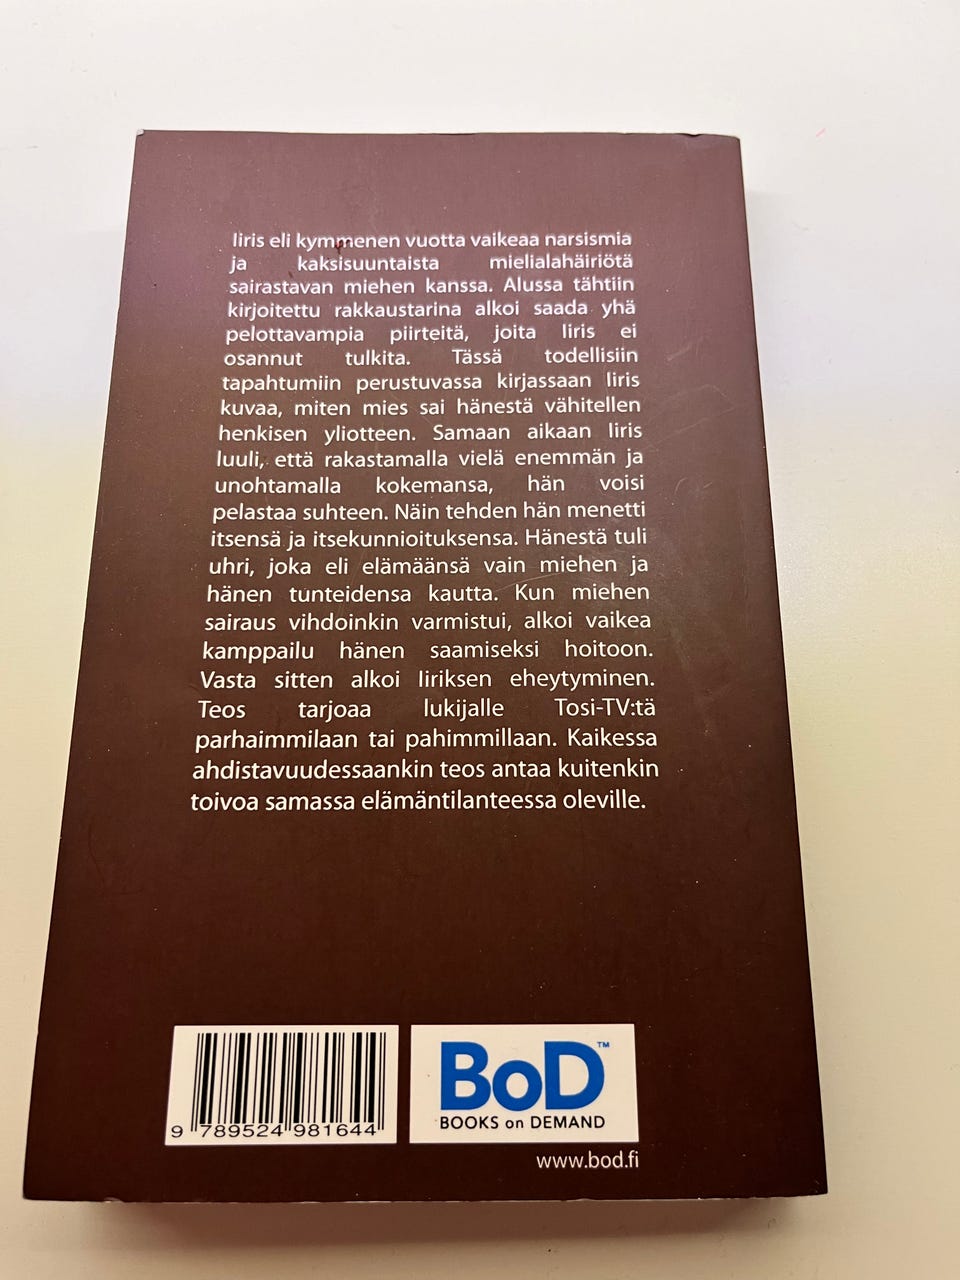 Iiris eli kymmenen vuotta vaikeaa narsismia
ja kaksisuuntaista mielialahäiriötä
sairastavan miehen kanssa. Alussa tähtiin
kirjoitettu rakkaustarina alkoi saada yhä
pelottavampia piirteitä, joita Iiris ei
osannut tulkita. Tässä todellisiin
tapahtumiin perustuvassa kirjassaan Iiris
kuvaa, miten mies sai hänestä vähitellen
henkisen yliotteen. Samaan aikaan Iiris
luuli, että rakastamalla vielä enemmän ja
unohtamalla kokemansa, hän voisi
pelastaa suhteen. Näin tehden hän menetti
itsensä ja itsekunnioituksensa. Hänestä tuli
uhri, joka eli elämäänsä vain miehen ja
hänen tunteidensa kautta. Kun miehen
sairaus vihdoinkin varmistui, alkoi vaikea
kamppailu hänen saamiseksi hoitoon.
Vasta sitten alkoi Iiriksen eheytyminen.
Teos tarjoaa lukijalle Tosi-TV:tä
parhaimmilaan tai pahimmillaan. Kaikessa
ahdistavuudessaankin teos antaa kuitenkin
toivoa samassa elämäntilanteessa oleville.
9 789524 981644
BoD™
BOOKS on DEMAND
www.bod.fi